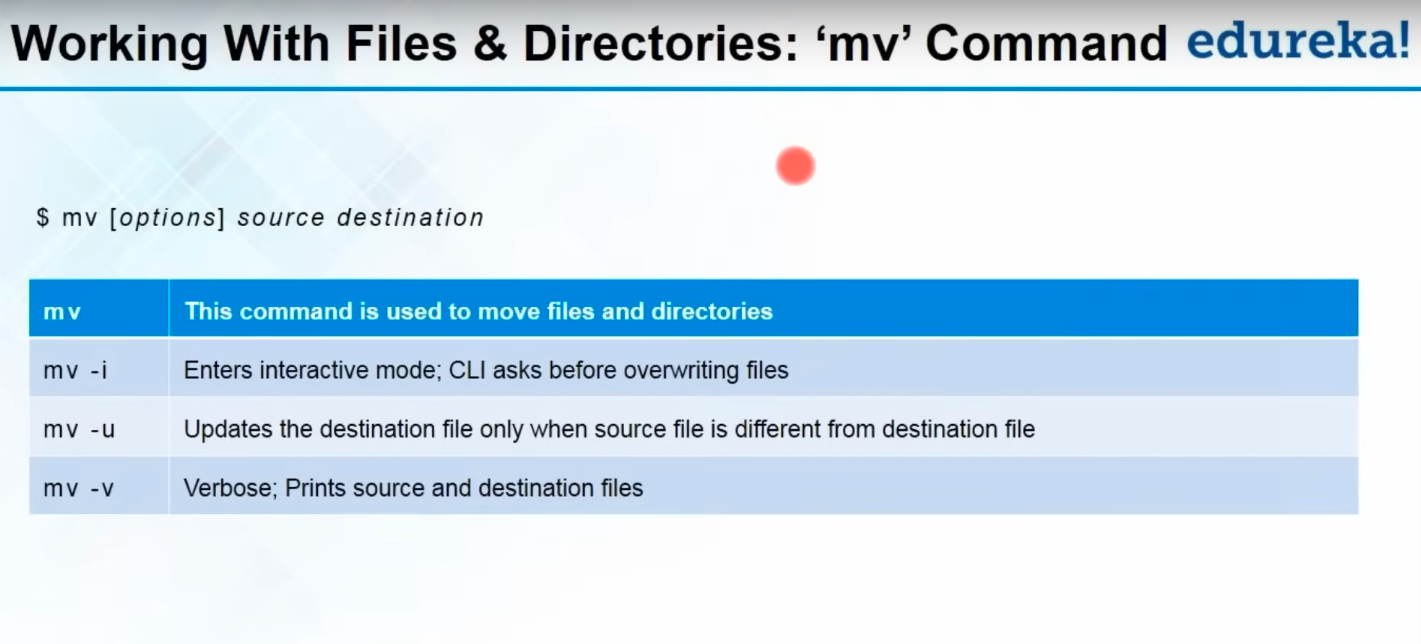 Working With Files & Directories: ‘mv’ Command edureka!
$ mv [options] source destination
mv This command is used to move files and directories
mv -i Enters interactive mode; CLI asks before overwriting files
mv -u Updates the destination file only when source file is different from destination file
mv -v Verbose; Prints source and destination files